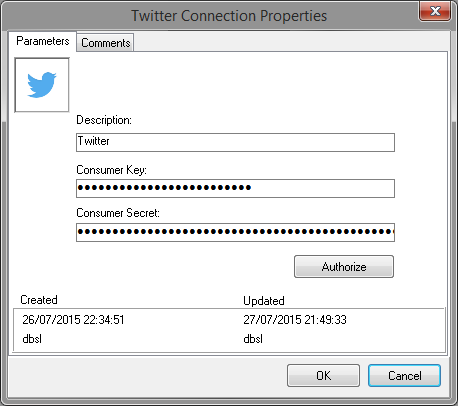 Twitter Connection Properties
Parameters Comments
Description:
Twitter
Consumer Key:
●●●●●●●●●●●●●●●●●●●●●●●●●
Consumer Secret:
●●●●●●●●●●●●●●●●●●●●●●●●●●●●●●●●●●●●●●●●●●●●●●
Authorize
Created Updated
26/07/2015 22:34:51 27/07/2015 21:49:33
dbsl dbsl
OK Cancel